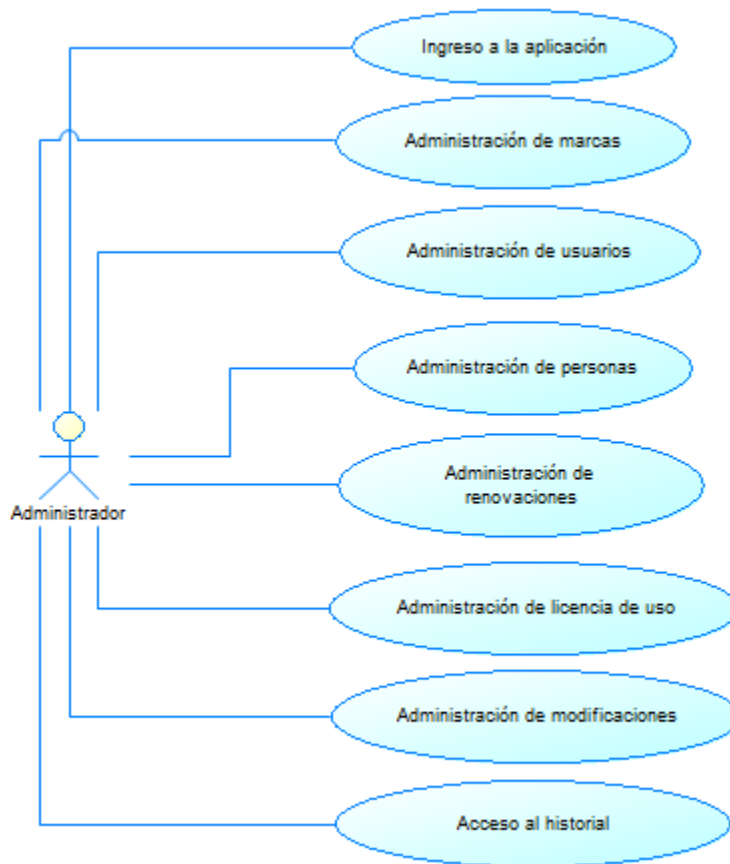 Ingreso a la aplicación
Administración de marcas
Administración de usuarios
Administración de personas
Administración de
renovaciones
Administrador
Administración de licencia de uso
Administración de modificaciones
Acceso al historial